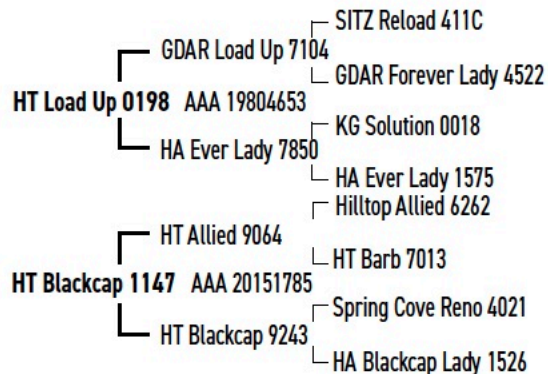 SITZ Reload 411C
GDAR Load Up 7104
GDAR Forever Lady 4522
HT Load Up 0198 AAA 19804653
KG Solution 0018
HA Ever Lady 7850
HA Ever Lady 1575
Hilltop Allied 6262
HT Allied 9064
HT Barb 7013
HT Blackcap 1147 AAA 20151785
Spring Cove Reno 4021
HT Blackcap 9243
HA Blackcap Lady 1526